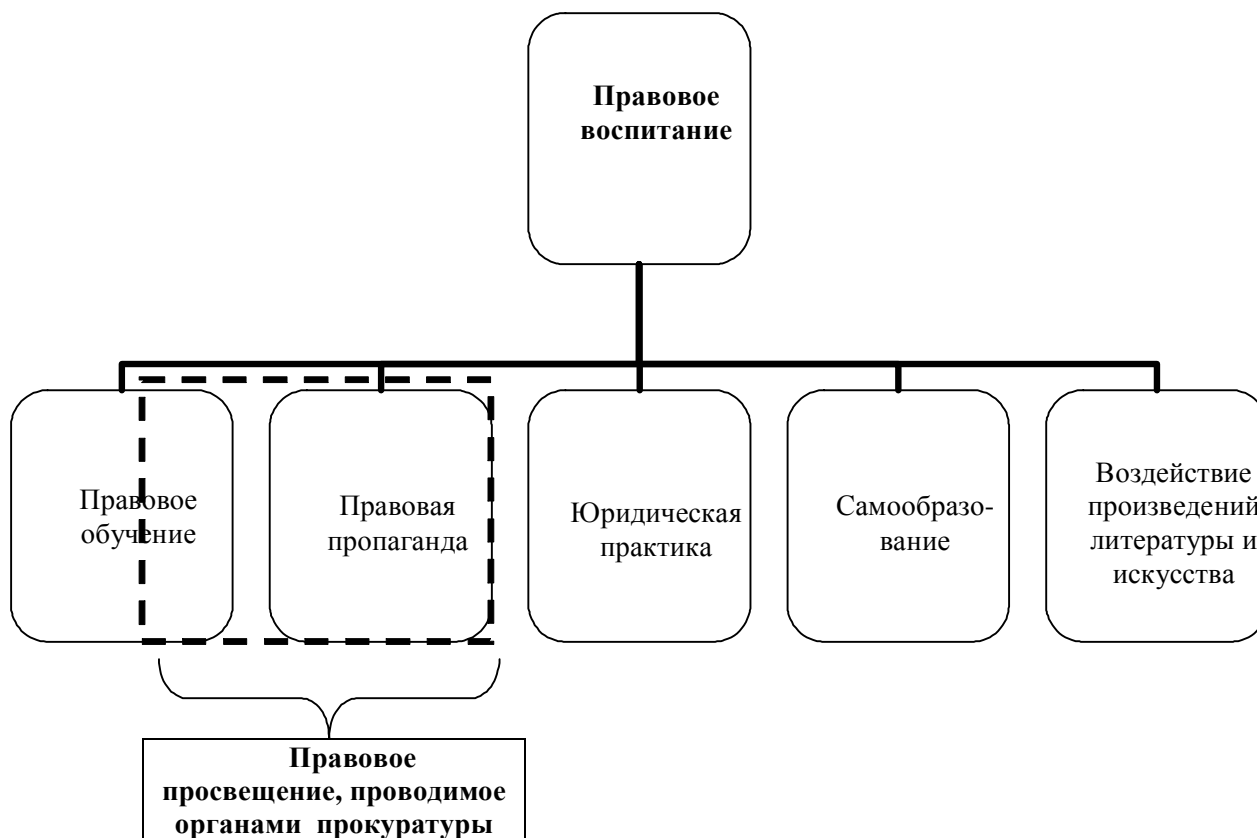 Правовое
воспитание
Правовое
обучение
Правовая
пропаганда
Юридическая
практика
Самообразо-
вание
Воздействие
произведений
литературы и
искусства
Правовое
просвещение, проводимое
органами прокуратуры